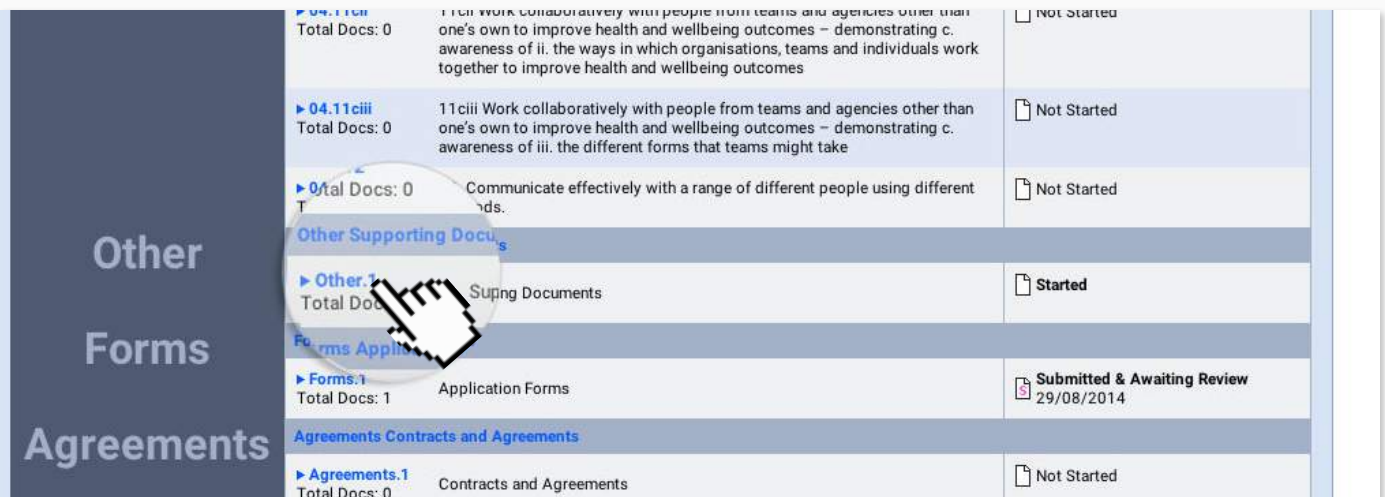 ▶ 04.11cii
Total Docs: 0
11cii Work collaboratively with people from teams and agencies other than
one's own to improve health and wellbeing outcomes – demonstrating c.
awareness of ii. the ways in which organisations, teams and individuals work
together to improve health and wellbeing outcomes
Not Started
▶ 04.11ciii
Total Docs: 0
11ciii Work collaboratively with people from teams and agencies other than
one's own to improve health and wellbeing outcomes – demonstrating c.
awareness of iii. the different forms that teams might take
Not Started
Docs: 0
Communicate effectively with a range of different people using different
Not Started
Other
Other Supporting
▶ Other.1
Total
Documents
Started
Forms
▶ Forms.1
Total Docs: 1
Application Forms
Submitted & Awaiting Review
29/08/2014
Agreements
Agreements Contracts and Agreements
▶ Agreements.1
Total Docs: 0
Contracts and Agreements
Not Started